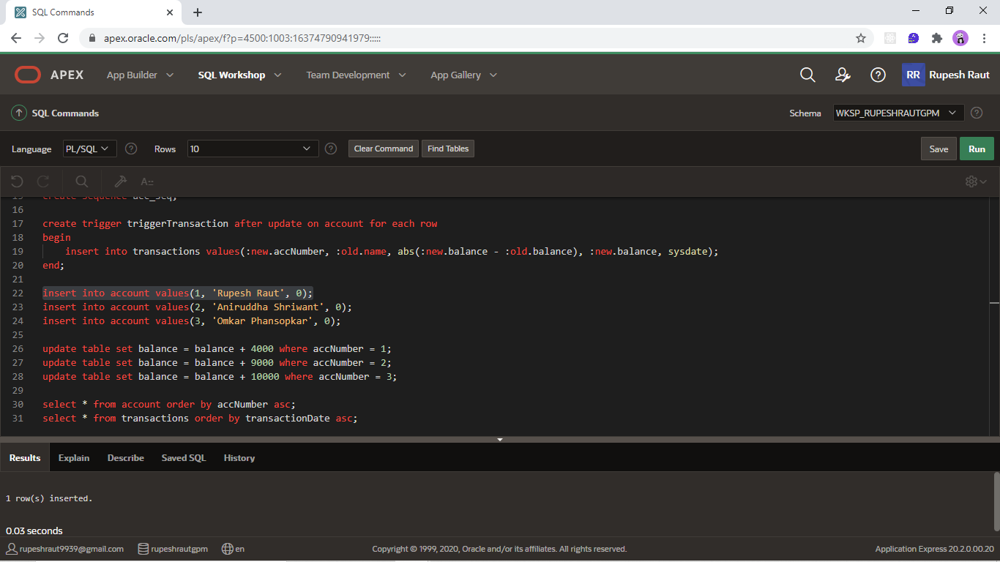 SQL Commands
apex.oracle.com/pls/apex/f?p=4500:1003:16374790941979:::::
APEX App Builder SQL Workshop Team Development App Gallery RR Rupesh Raut
SQL Commands Schema WKSP_RUPESHRAUTGPM
Language PL/SQL Rows 10 Clear Command Find Tables Save Run
A::
15 create sequence acc_seq;
16
17 create trigger triggerTransaction after update on account for each row
18 begin
19 insert into transactions values(:new.accNumber, :old.name, abs(:new.balance - :old.balance), :new.balance, sysdate);
20 end;
21
22 insert into account values(1, 'Rupesh Raut', 0);
23 insert into account values(2, 'Aniruddha Shriwant', 0);
24 insert into account values(3, 'Omkar Phansopkar', 0);
25
26 update table set balance = balance + 4000 where accNumber = 1;
27 update table set balance = balance + 9000 where accNumber = 2;
28 update table set balance = balance + 10000 where accNumber = 3;
29
30 select * from account order by accNumber asc;
31 select * from transactions order by transactionDate asc;
Results Explain Describe Saved SQL History
1 row(s) inserted.
0.03 seconds
rupeshraut9939@gmail.com rupeshrautgpm en Copyright © 1999, 2020, Oracle and/or its affiliates. All rights reserved. Application Express 20.2.0.00.20